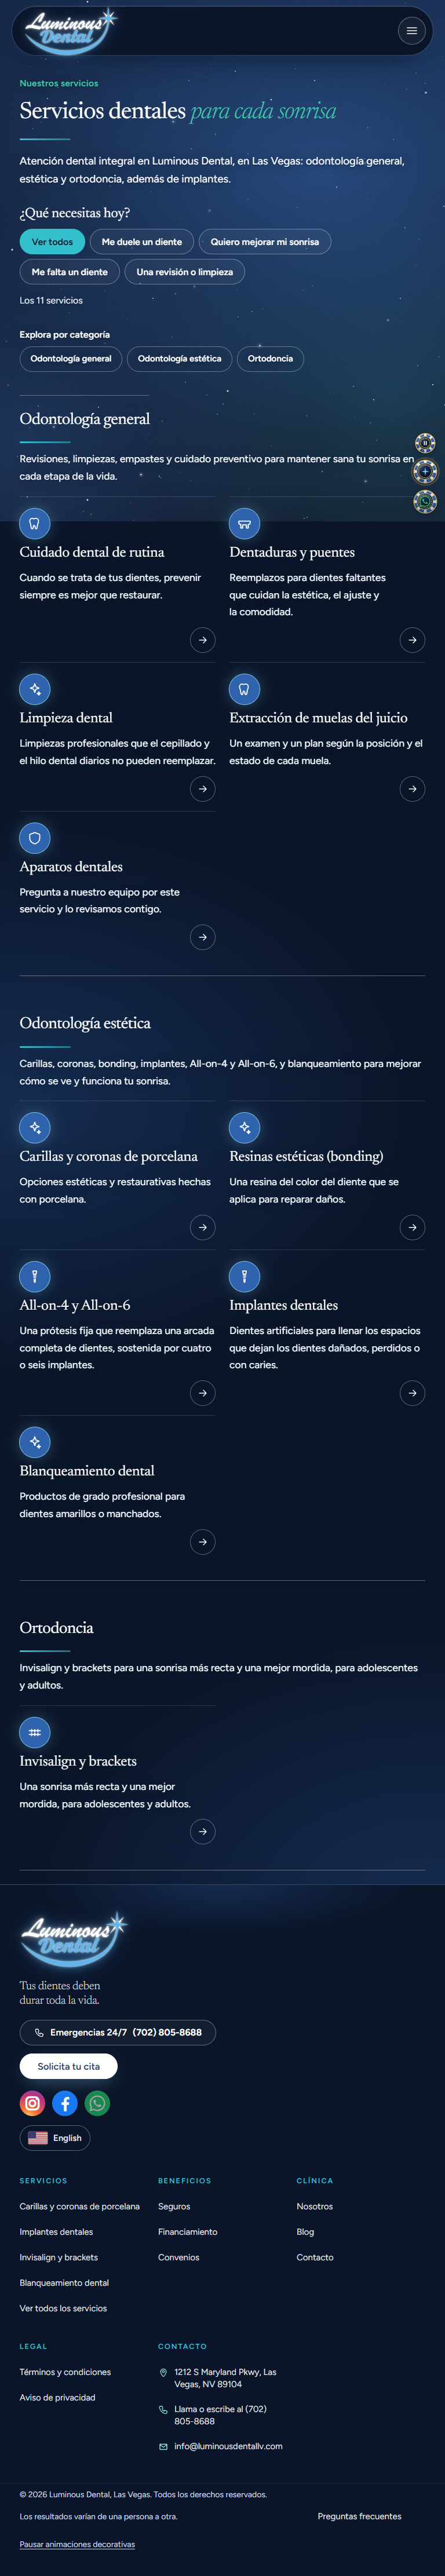 Luminous
Dental
Nuestros servicios
Servicios dentales para cada sonrisa
Atención dental integral en Luminous Dental, en Las Vegas: odontología general,
estética y ortodoncia, además de implantes.
¿Qué necesitas hoy?
Ver todos
Me duele un diente
Quiero mejorar mi sonrisa
Me falta un diente
Una revisión o limpieza
Los 11 servicios
Explora por categoría
Odontología general
Odontología estética
Ortodoncia
Odontología general
Revisiones, limpiezas, empastes y cuidado preventivo para mantener sana tu sonrisa en
cada etapa de la vida.
Cuidado dental de rutina
Cuando se trata de tus dientes, prevenir
siempre es mejor que restaurar.
Dentaduras y puentes
Reemplazos para dientes faltantes
que cuidan la estética, el ajuste y
la comodidad.
Limpieza dental
Limpiezas profesionales que el cepillado y
el hilo dental diarios no pueden reemplazar.
Extracción de muelas del juicio
Un examen y un plan según la posición y el
estado de cada muela.
Aparatos dentales
Pregunta a nuestro equipo por este
servicio y lo revisamos contigo.
Odontología estética
Carillas, coronas, bonding, implantes, All-on-4 y All-on-6, y blanqueamiento para mejorar
cómo se ve y funciona tu sonrisa.
Carillas y coronas de porcelana
Opciones estéticas y restaurativas hechas
con porcelana.
Resinas estéticas (bonding)
Una resina del color del diente que se
aplica para reparar daños.
All-on-4 y All-on-6
Una prótesis fija que reemplaza una arcada
completa de dientes, sostenida por cuatro
o seis implantes.
Implantes dentales
Dientes artificiales para llenar los espacios
que dejan los dientes dañados, perdidos o
con caries.
Blanqueamiento dental
Productos de grado profesional para
dientes amarillos o manchados.
Ortodoncia
Invisalign y brackets para una sonrisa más recta y una mejor mordida, para adolescentes
y adultos.
Invisalign y brackets
Una sonrisa más recta y una mejor
mordida, para adolescentes y adultos.
Luminous
Dental
Tus dientes deben
durar toda la vida.
Emergencias 24/7 (702) 805-8688
Solicita tu cita
English
SERVICIOS
Carillas y coronas de porcelana
Implantes dentales
Invisalign y brackets
Blanqueamiento dental
Ver todos los servicios
BENEFICIOS
Seguros
Financiamiento
Convenios
CLÍNICA
Nosotros
Blog
Contacto
LEGAL
Términos y condiciones
Aviso de privacidad
CONTACTO
1212 S Maryland Pkwy, Las
Vegas, NV 89104
Llama o escribe al (702)
805-8688
info@luminousdentallv.com
© 2026 Luminous Dental, Las Vegas. Todos los derechos reservados.
Los resultados varían de una persona a otra.
Preguntas frecuentes
Pausar animaciones decorativas